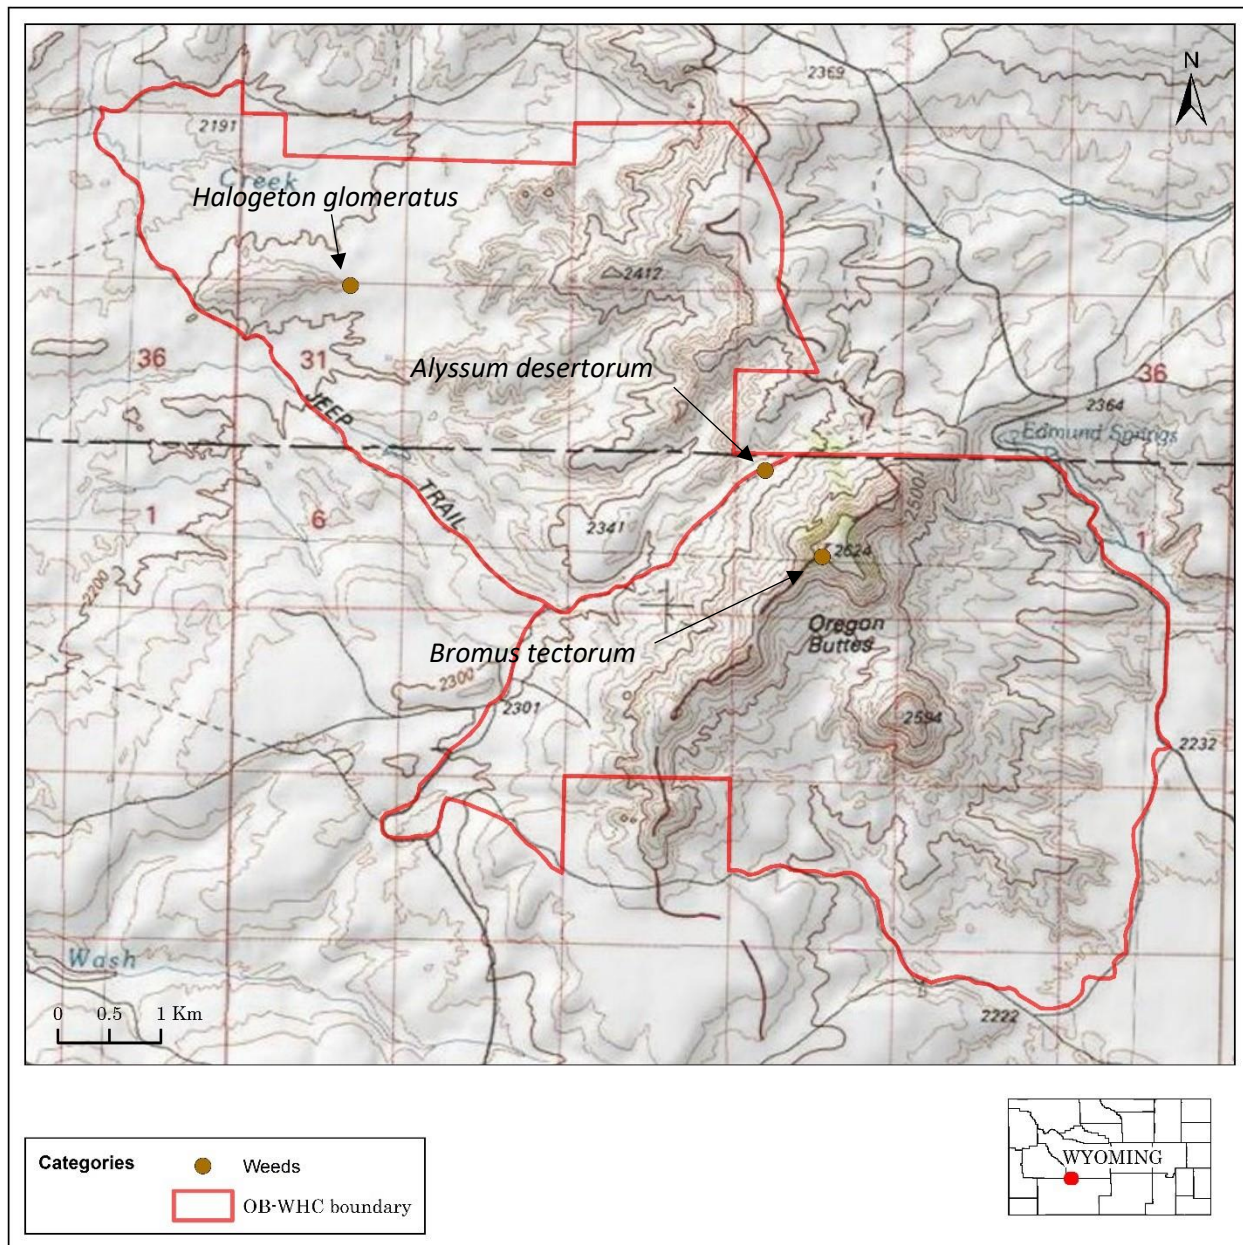 N
2369
2191
Creek
Halogeton glomeratus
2412
Alyssum desertorum
36
31
36
JEEP
2364
Edmund Springs
TRAIL
2500
1
6
2341
1
2624
2200
Oregon
Buttes
Bromus tectorum
2300
2301
2594
2232
Wash
0 0.5 1 Km
2222
WYOMING
Categories
Weeds
OB-WHC boundary